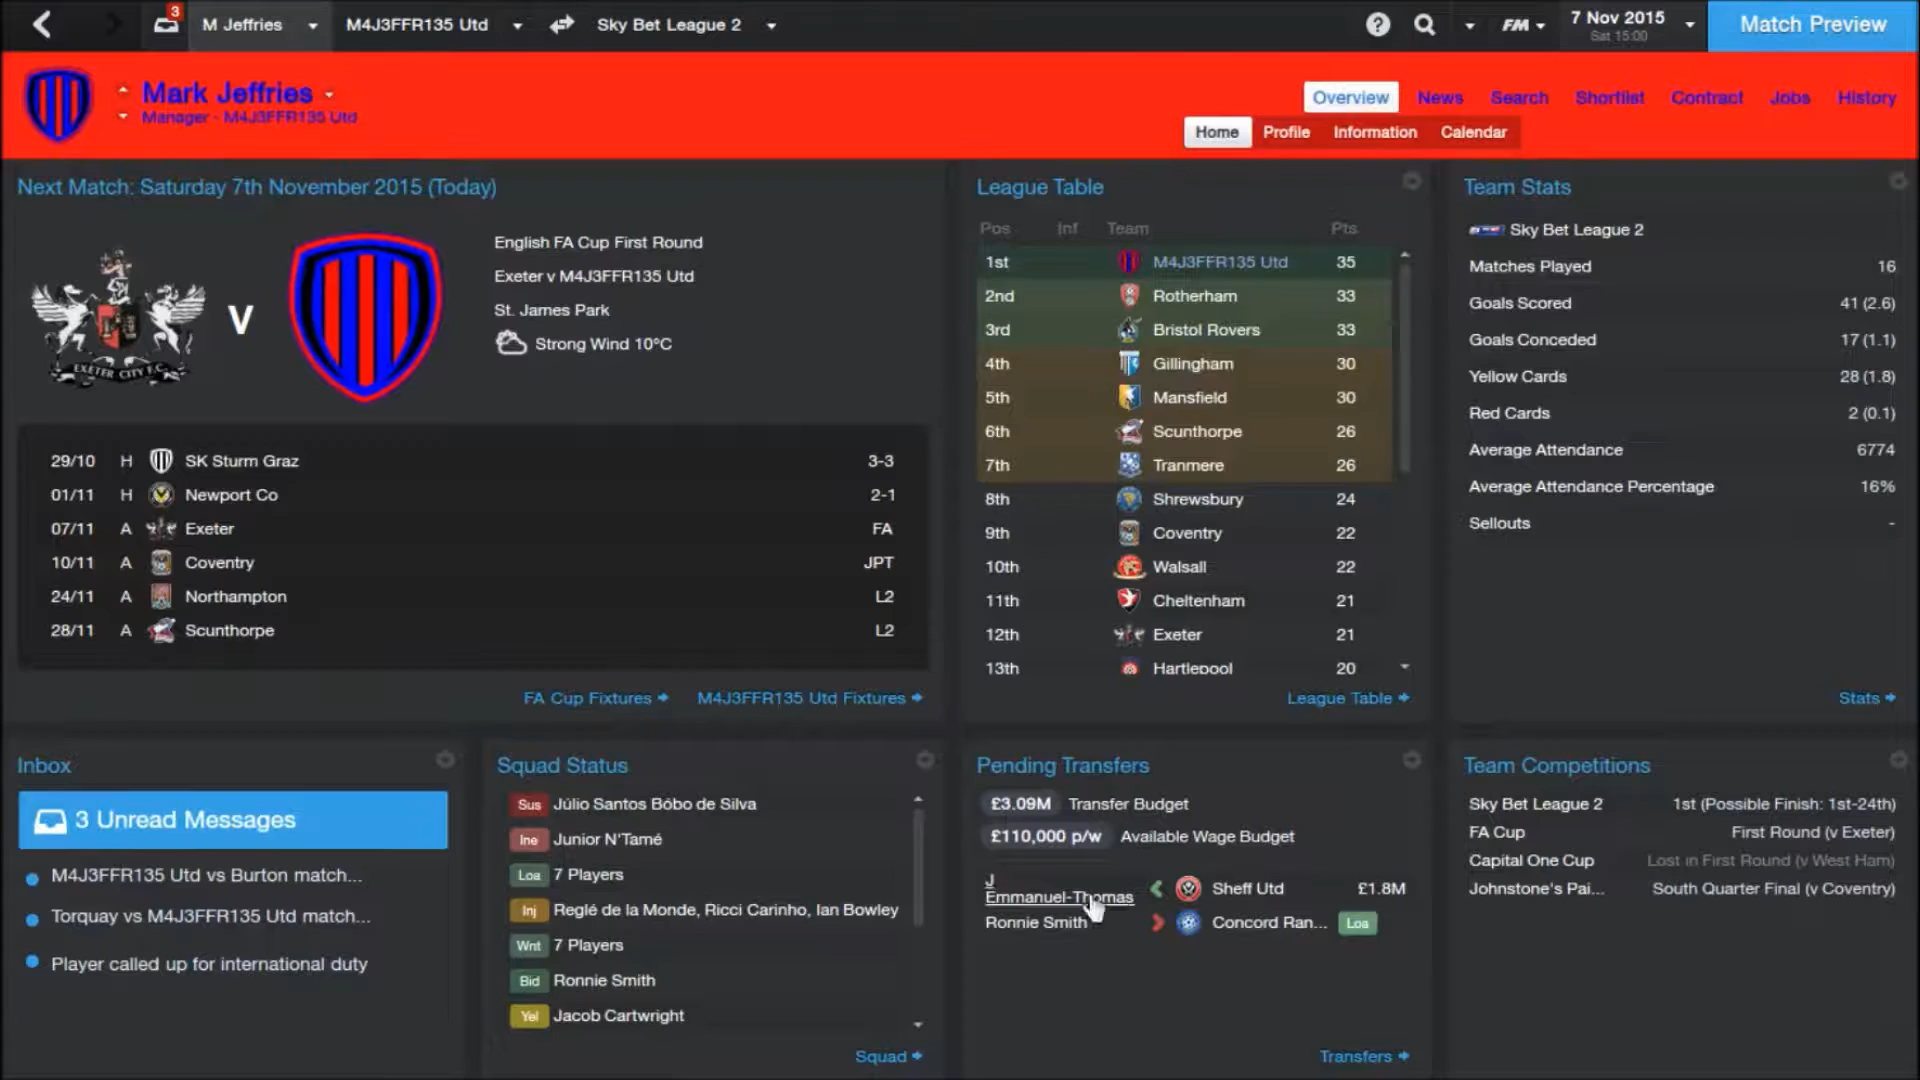 3
M Jeffries
M4J3FFR135 Utd
Sky Bet League 2
?
FM
7 Nov 2015
Sat 15:00
Match Preview
Mark Jeffries
Manager - M4J3FFR135 Utd
Overview News Search Shortlist Contract Jobs History
Home Profile Information Calendar
Next Match: Saturday 7th November 2015 (Today)
EXETER CITY F.C.
V
English FA Cup First Round
Exeter v M4J3FFR135 Utd
St. James Park
Strong Wind 10ºC
29/10 H SK Sturm Graz 3-3
01/11 H Newport Co 2-1
07/11 A Exeter FA
10/11 A Coventry JPT
24/11 A Northampton L2
28/11 A Scunthorpe L2
FA Cup Fixtures M4J3FFR135 Utd Fixtures
League Table
Pos Inf Team Pts
1st M4J3FFR135 Utd 35
2nd Rotherham 33
3rd Bristol Rovers 33
4th Gillingham 30
5th Mansfield 30
6th Scunthorpe 26
7th Tranmere 26
8th Shrewsbury 24
9th Coventry 22
10th Walsall 22
11th Cheltenham 21
12th Exeter 21
13th Hartlepool 20
League Table
Team Stats
Sky Bet League 2
Matches Played 16
Goals Scored 41 (2.6)
Goals Conceded 17 (1.1)
Yellow Cards 28 (1.8)
Red Cards 2 (0.1)
Average Attendance 6774
Average Attendance Percentage 16%
Sellouts -
Stats
Inbox
3 Unread Messages
M4J3FFR135 Utd vs Burton match...
Torquay vs M4J3FFR135 Utd match...
Player called up for international duty
Squad Status
Sus Júlio Santos Bóbo de Silva
Ine Junior N'Tamé
Loa 7 Players
Inj Reglé de la Monde, Ricci Carinho, Ian Bowley
Wnt 7 Players
Bid Ronnie Smith
Yel Jacob Cartwright
Squad
Pending Transfers
£3.09M Transfer Budget
£110,000 p/w Available Wage Budget
J
Emmanuel-Thomas Sheff Utd £1.8M
Ronnie Smith Concord Ran... Loa
Transfers
Team Competitions
Sky Bet League 2 1st (Possible Finish: 1st-24th)
FA Cup First Round (v Exeter)
Capital One Cup Lost in First Round (v West Ham)
Johnstone's Pai... South Quarter Final (v Coventry)